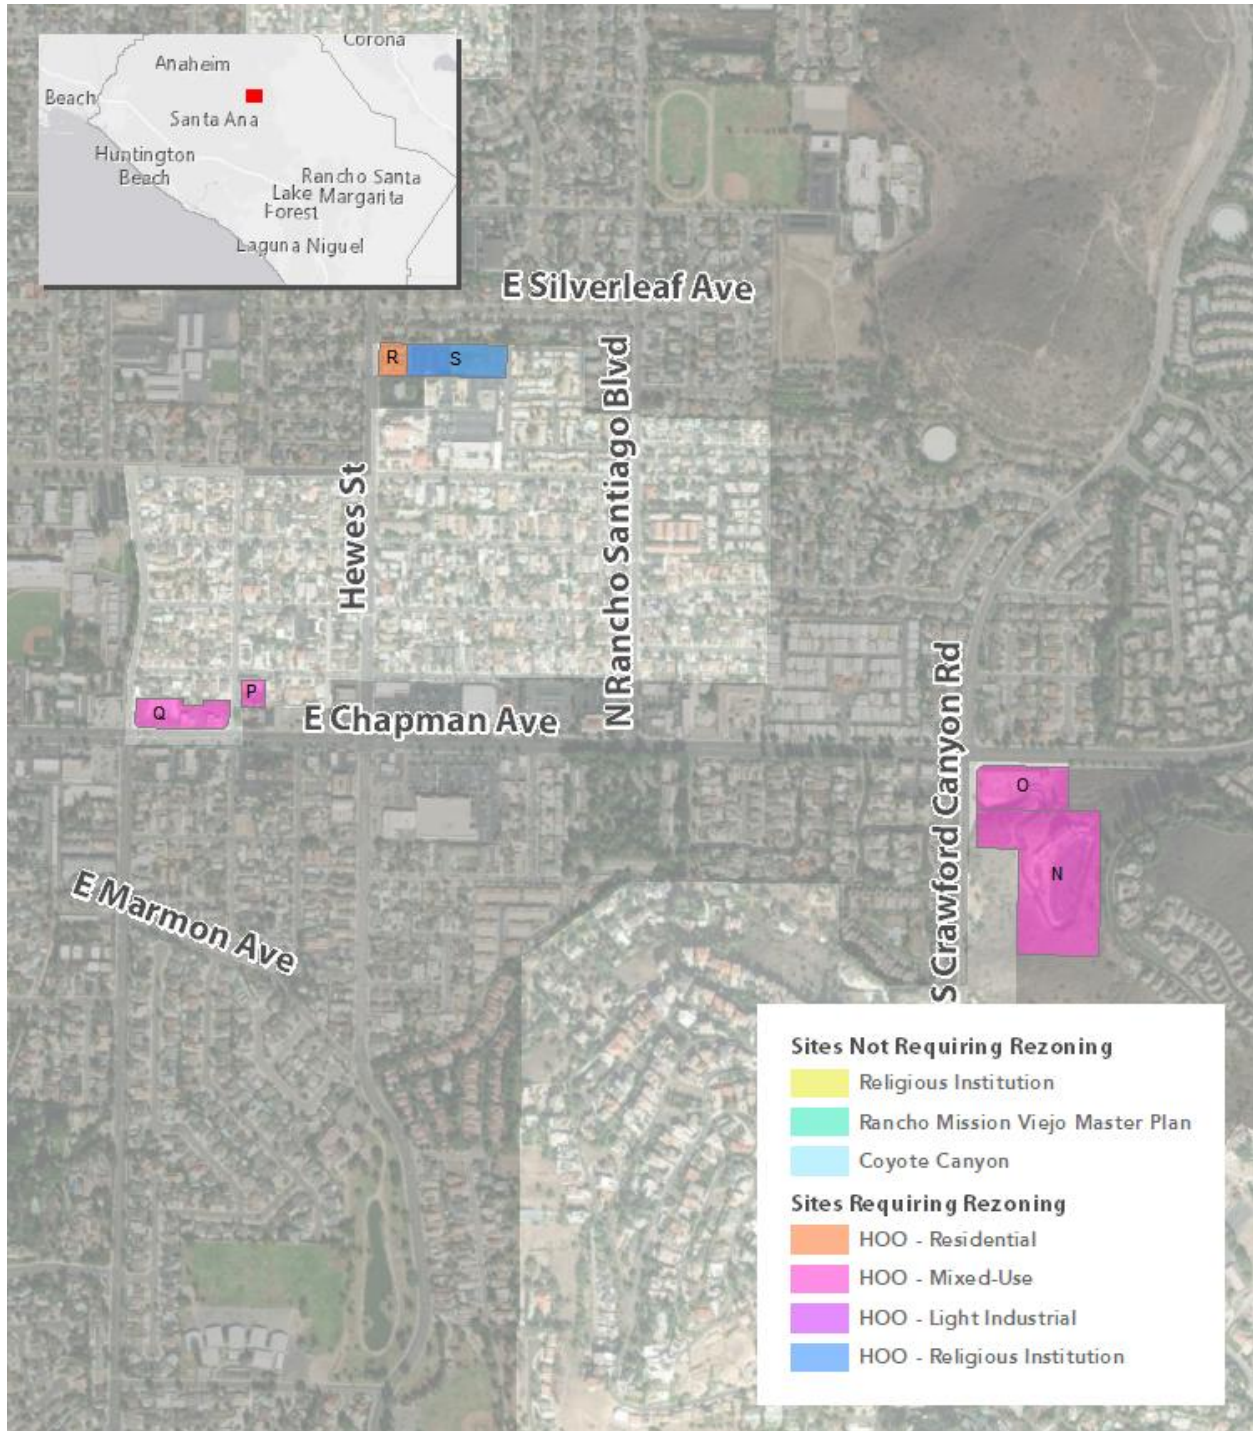 Corona
Anaheim
Beach
Santa Ana
Huntington
Beach
Rancho Santa
Lake Margarita
Forest
Laguna Niguel
E Silverleaf Ave
R
S
N Rancho Santiago Blvd
Hewes St
P
Q
E Chapman Ave
S Crawford Canyon Rd
O
N
E Marmon Ave
Sites Not Requiring Rezoning
Religious Institution
Rancho Mission Viejo Master Plan
Coyote Canyon
Sites Requiring Rezoning
HOO - Residential
HOO - Mixed-Use
HOO - Light Industrial
HOO - Religious Institution